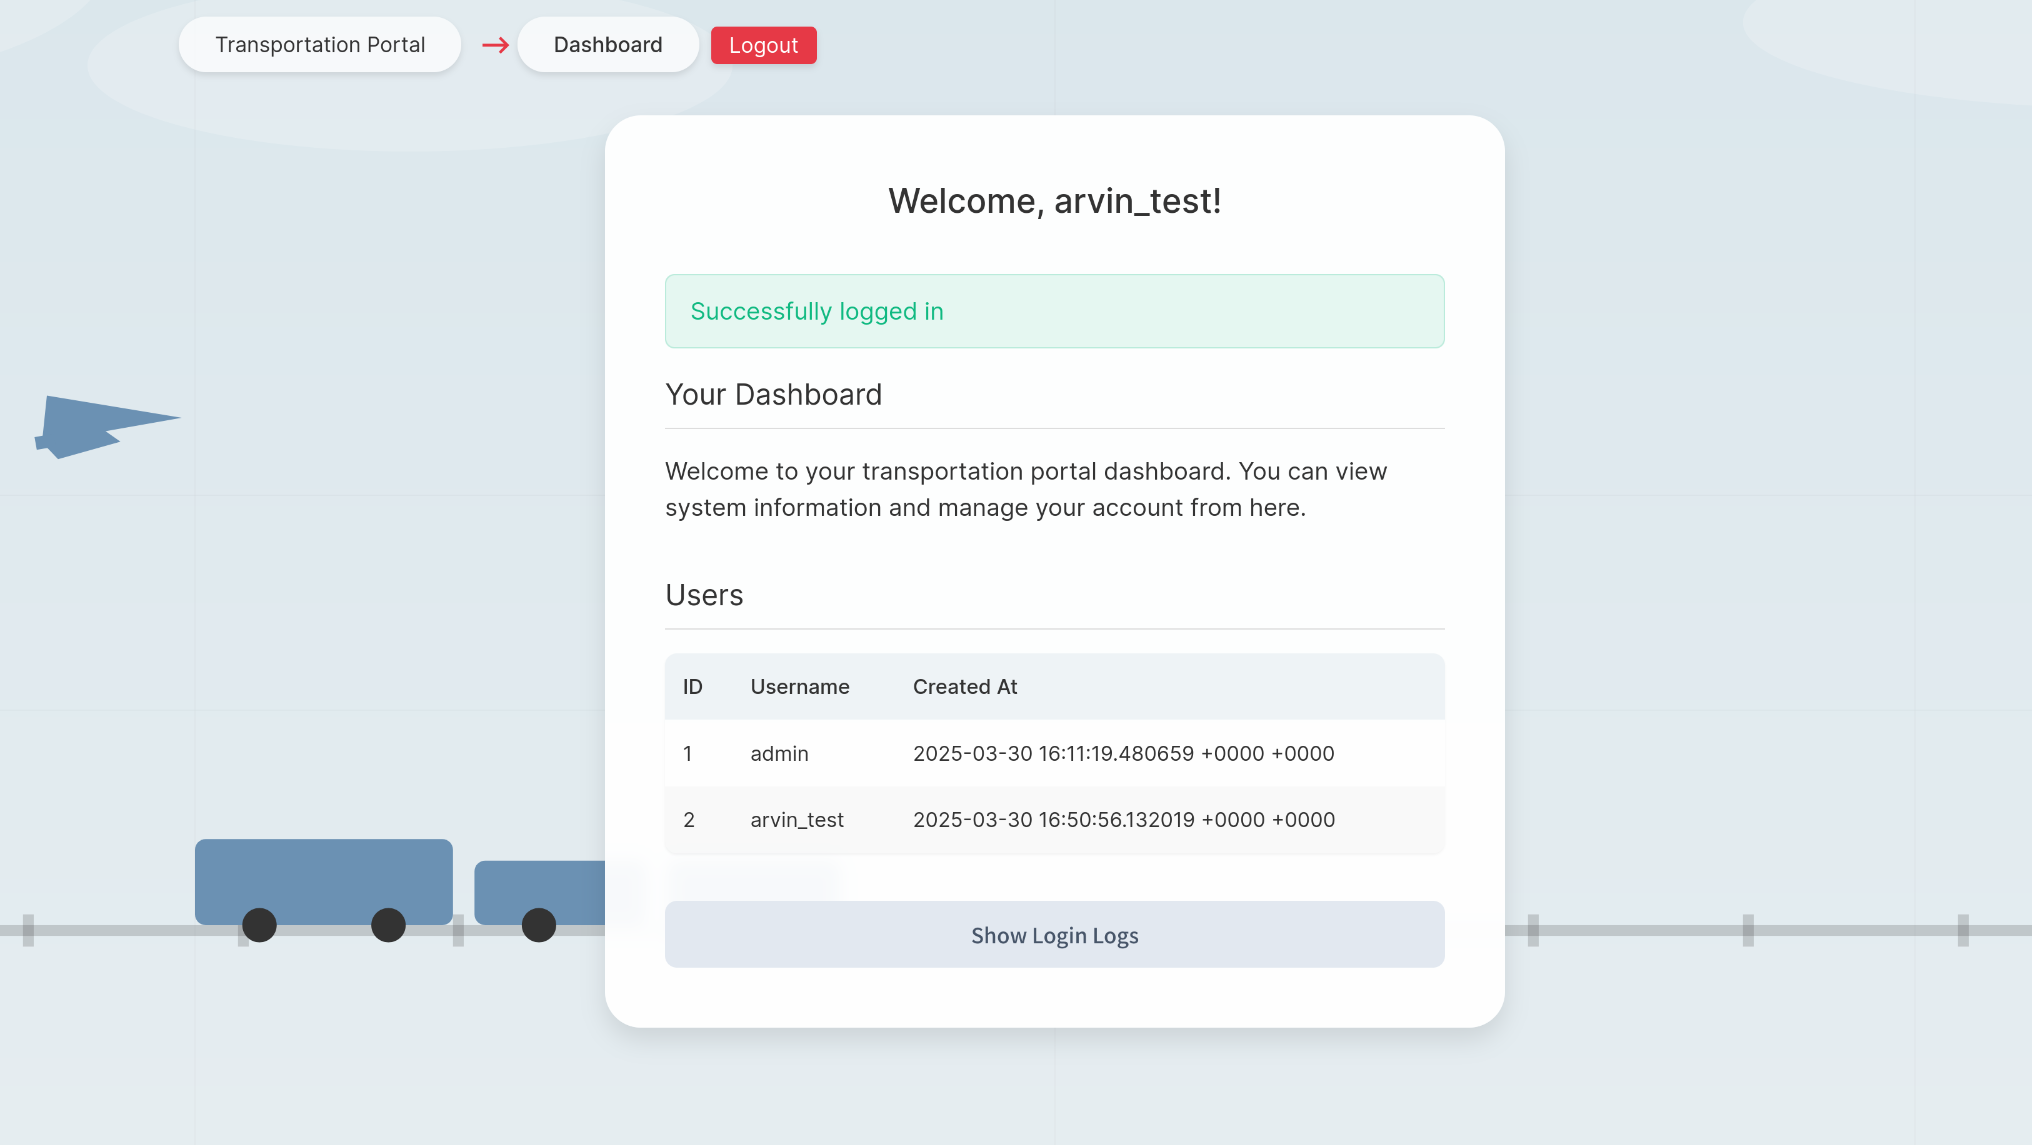 Transportation Portal → Dashboard Logout
Welcome, arvin_test!
Successfully logged in
Your Dashboard
Welcome to your transportation portal dashboard. You can view
system information and manage your account from here.
Users
ID Username Created At
1 admin 2025-03-30 16:11:19.480659 +0000 +0000
2 arvin_test 2025-03-30 16:50:56.132019 +0000 +0000
Show Login Logs